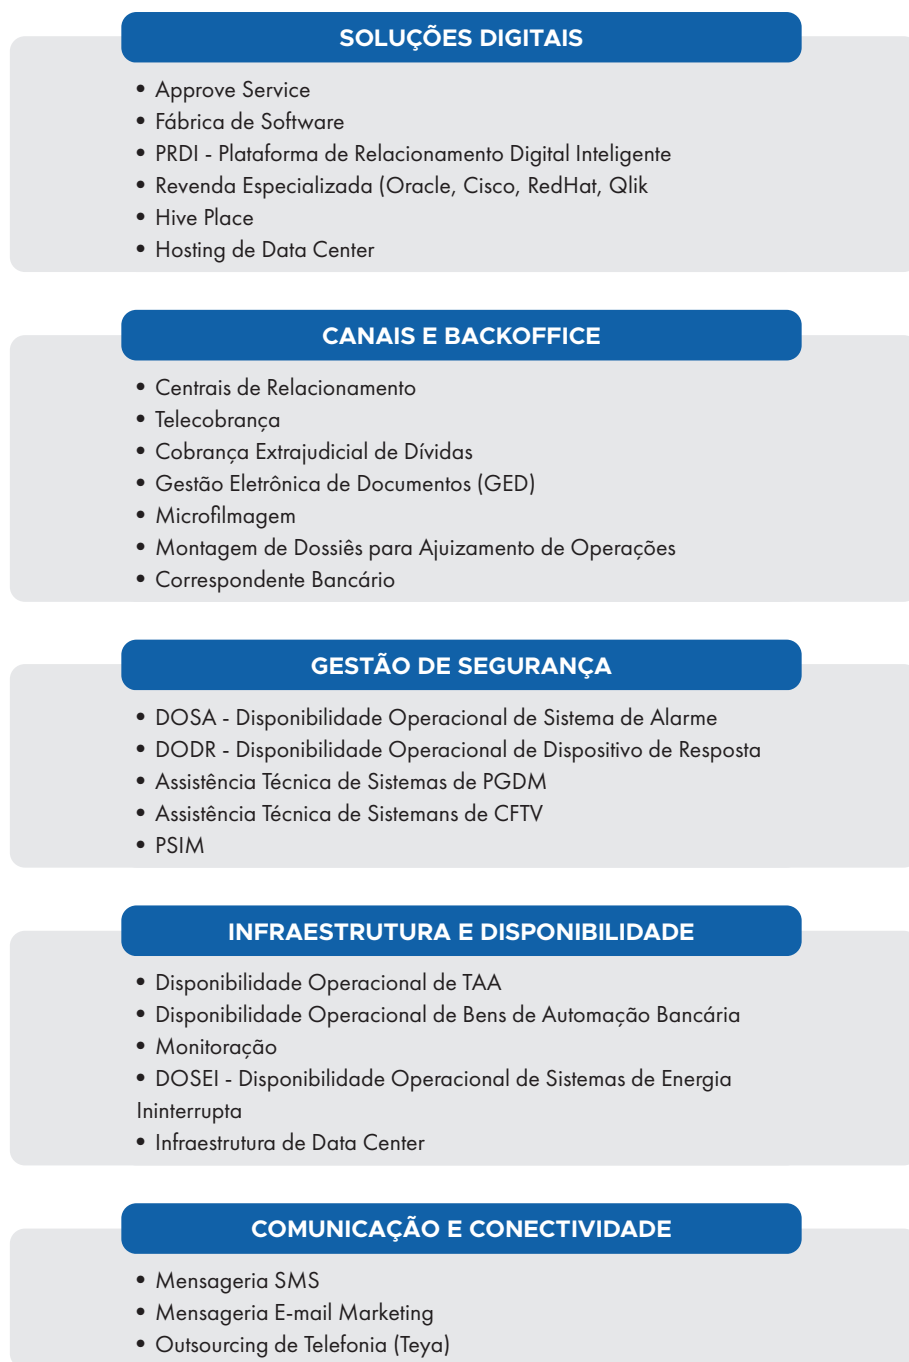 SOLUÇÕES DIGITAIS
• Approve Service
• Fábrica de Software
• PRDI - Plataforma de Relacionamento Digital Inteligente
• Revenda Especializada (Oracle, Cisco, RedHat, Qlik
• Hive Place
• Hosting de Data Center
CANAIS E BACKOFFICE
• Centrais de Relacionamento
• Telecobrança
• Cobrança Extrajudicial de Dívidas
• Gestão Eletrônica de Documentos (GED)
• Microfilmagem
• Montagem de Dossiês para Ajuizamento de Operações
• Correspondente Bancário
GESTÃO DE SEGURANÇA
• DOSA - Disponibilidade Operacional de Sistema de Alarme
• DODR - Disponibilidade Operacional de Dispositivo de Resposta
• Assistência Técnica de Sistemas de PGDM
• Assistência Técnica de Sistemans de CFTV
• PSIM
INFRAESTRUTURA E DISPONIBILIDADE
• Disponibilidade Operacional de TAA
• Disponibilidade Operacional de Bens de Automação Bancária
• Monitoração
• DOSEI - Disponibilidade Operacional de Sistemas de Energia
Ininterrupta
• Infraestrutura de Data Center
COMUNICAÇÃO E CONECTIVIDADE
• Mensageria SMS
• Mensageria E-mail Marketing
• Outsourcing de Telefonia (Teya)